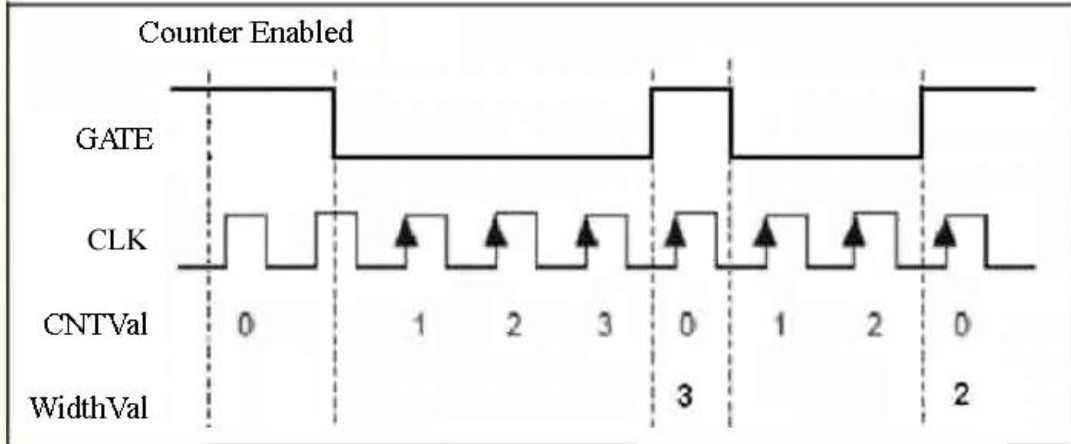 Counter Enabled
GATE
CLK
CNTVal 0 1 2 3 0 1 2 0
WidthVal 3 2